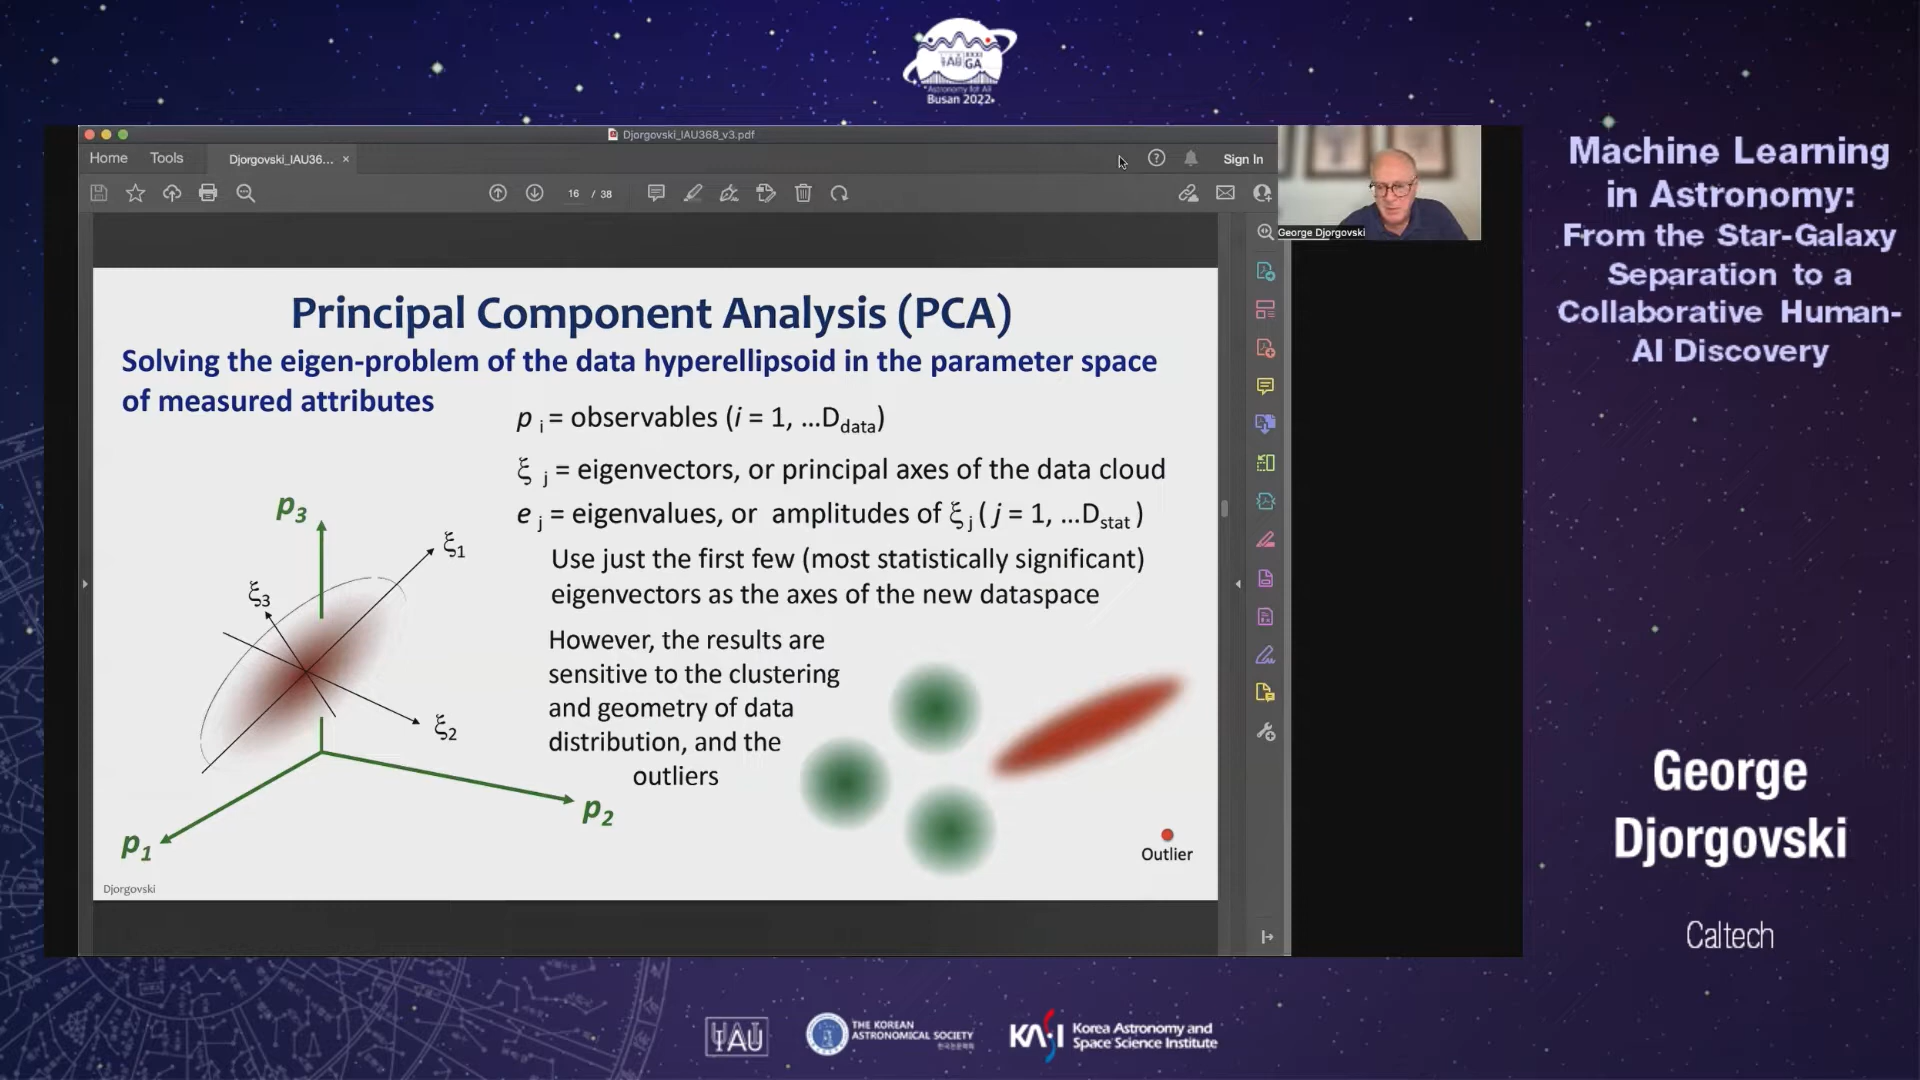 IAU XXXI GA
Astronomy for All
Busan 2022
Djorgovski_IAU368_v3.pdf
Home
Tools
Djorgovski_IAU36... ×
Sign In
16 / 38
George Djorgovski
Machine Learning
in Astronomy:
From the Star-Galaxy
Separation to a
Collaborative Human-
AI Discovery
Principal Component Analysis (PCA)
Solving the eigen-problem of the data hyperellipsoid in the parameter space
of measured attributes
p i = observables (i = 1, ...Ddata)
ξ j = eigenvectors, or principal axes of the data cloud
e j = eigenvalues, or amplitudes of ξ j ( j = 1, ...Dstat )
Use just the first few (most statistically significant)
eigenvectors as the axes of the new dataspace
However, the results are
sensitive to the clustering
and geometry of data
distribution, and the
outliers
p3
ξ1
ξ3
ξ2
p2
p1
Outlier
Djorgovski
George
Djorgovski
Caltech
IAU
THE KOREAN
ASTRONOMICAL SOCIETY
KASI
Korea Astronomy and
Space Science Institute